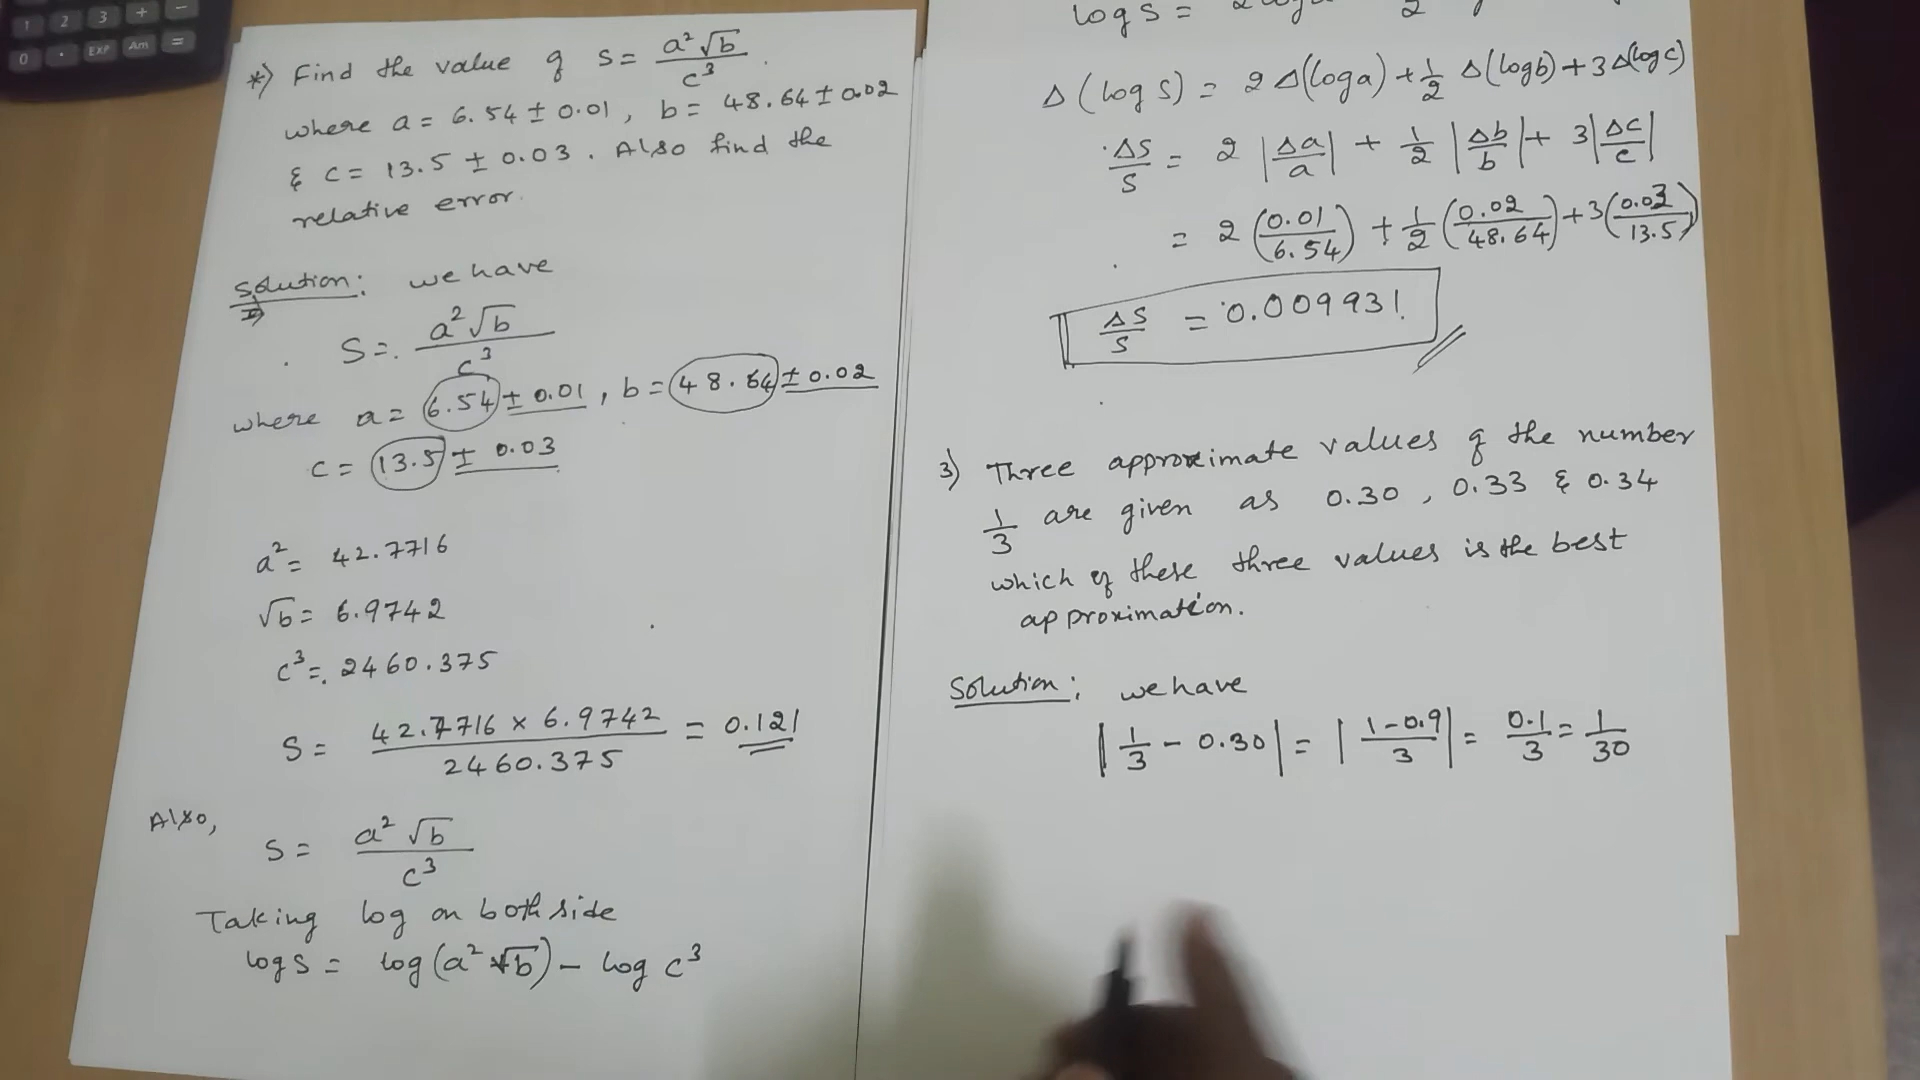 1 2 3 + −
0 · EXP Am =
*) Find the value of S = a²√b / c³.
where a = 6.54 ± 0.01, b = 48.64 ± 0.02
& c = 13.5 ± 0.03. Also find the
relative error.
Solution: we have
S = a²√b / c³
where a = 6.54 ± 0.01, b = 48.64 ± 0.02
c = 13.5 ± 0.03
a² = 42.7716
√b = 6.9742
c³ = 2460.375
S = 42.7716 × 6.9742 / 2460.375 = 0.121
Also,
S = a²√b / c³
Taking log on both side
log S = log(a²√b) − log c³
log S =
Δ(log S) = 2Δ(log a) + 1/2 Δ(log b) + 3Δ(log c)
ΔS/S = 2|Δa/a| + 1/2|Δb/b| + 3|Δc/c|
= 2(0.01/6.54) + 1/2(0.02/48.64) + 3(0.03/13.5)
ΔS/S = 0.009931.
3) Three approximate values of the number
1/3 are given as 0.30, 0.33 & 0.34
which of these three values is the best
approximation.
Solution: we have
|1/3 − 0.30| = |1−0.9 / 3| = 0.1/3 = 1/30